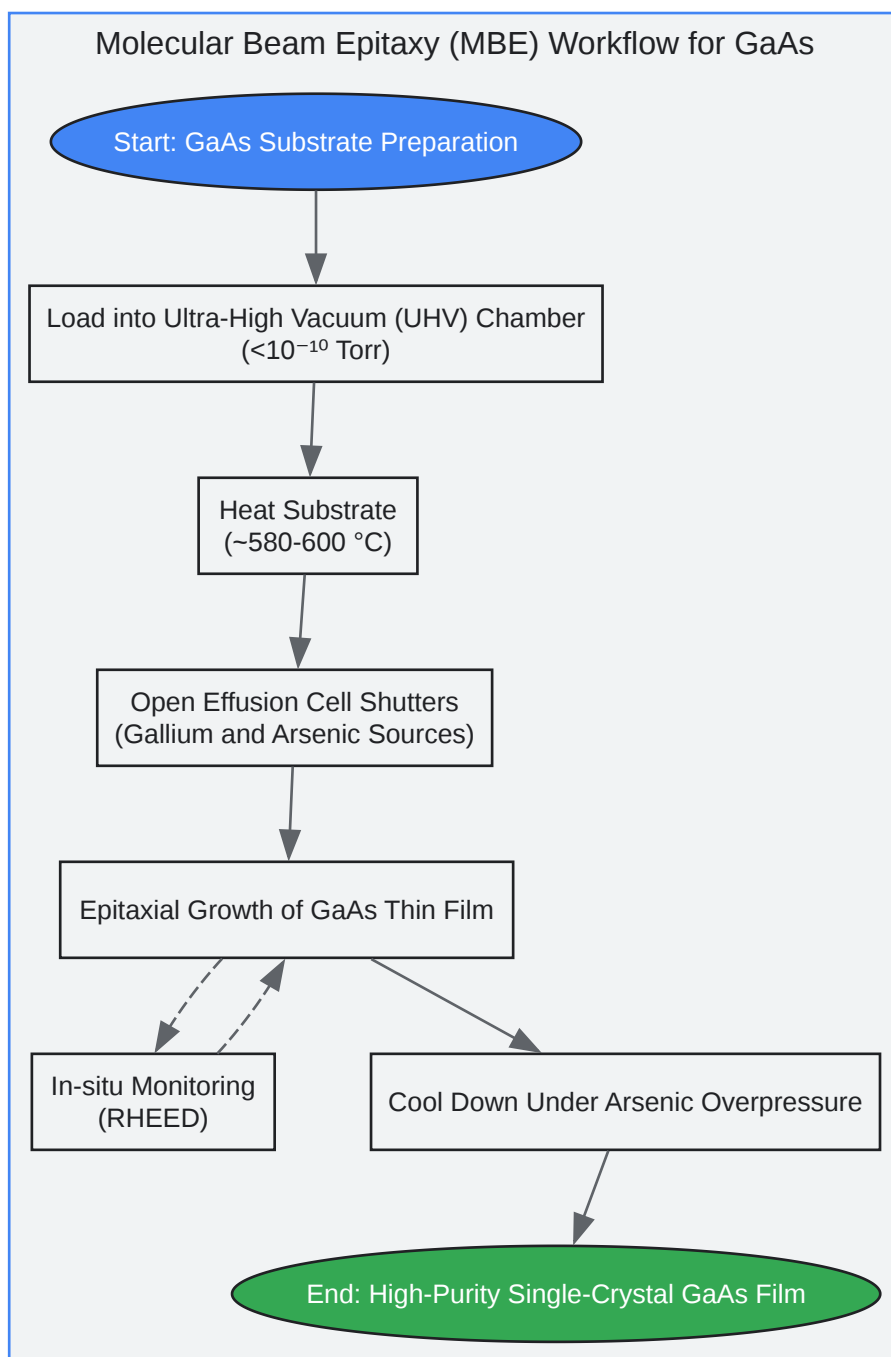 Molecular Beam Epitaxy (MBE) Workflow for GaAs
Start: GaAs Substrate Preparation
Load into Ultra-High Vacuum (UHV) Chamber
(<10⁻¹⁰ Torr)
Heat Substrate
(~580-600 °C)
Open Effusion Cell Shutters
(Gallium and Arsenic Sources)
Epitaxial Growth of GaAs Thin Film
In-situ Monitoring
(RHEED)
Cool Down Under Arsenic Overpressure
End: High-Purity Single-Crystal GaAs Film